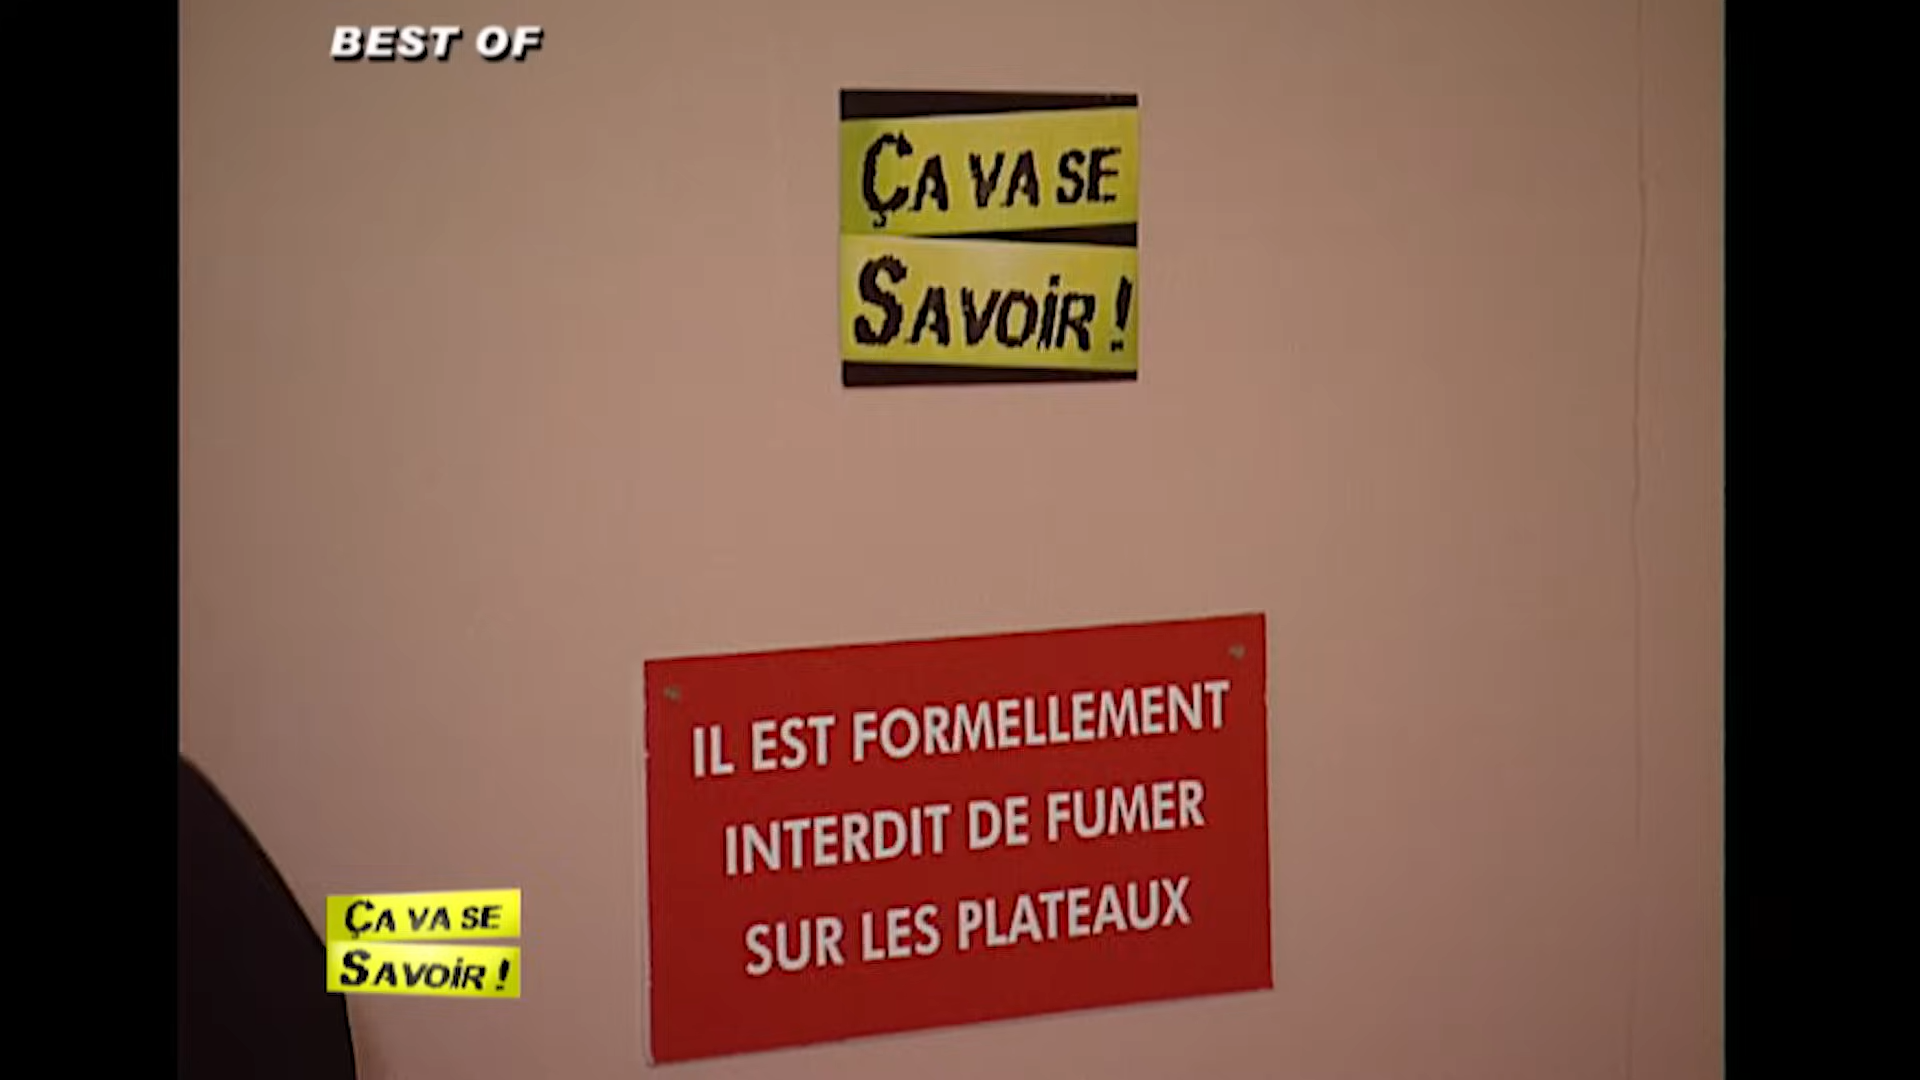 BEST OF
ÇA VA SE
SAVOIR !
IL EST FORMELLEMENT
INTERDIT DE FUMER
SUR LES PLATEAUX
ÇA VA SE
SAVOIR !